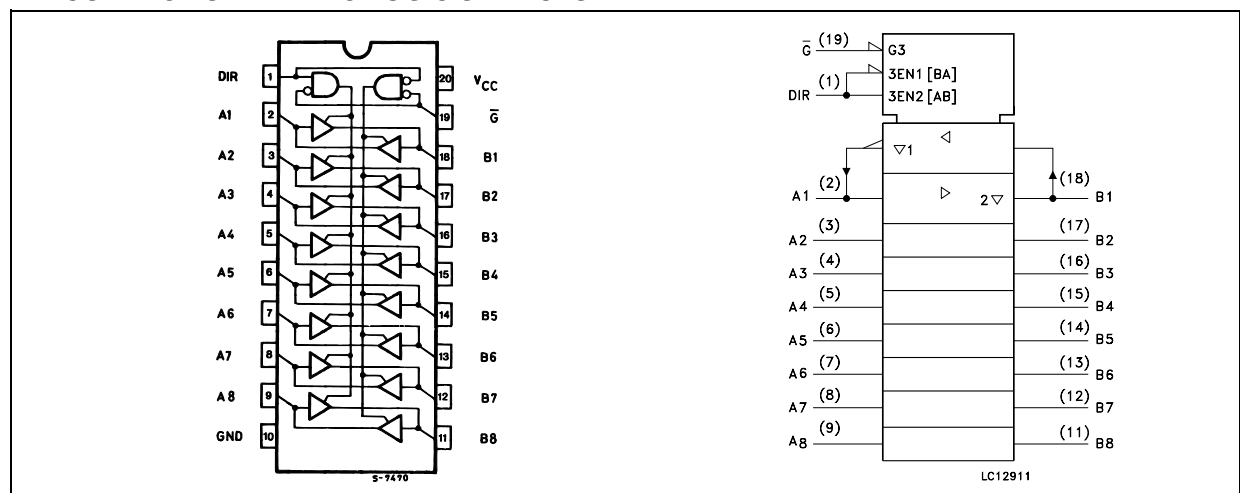 DIR 1 20 VCC
A1 2 19 G̅
A2 3 18 B1
A3 4 17 B2
A4 5 16 B3
A5 6 15 B4
A6 7 14 B5
A7 8 13 B6
A8 9 12 B7
GND 10 11 B8
S-7470
G̅ (19) G3
3EN1 [BA]
DIR (1) 3EN2 [AB]
▽1 ◁
A1 (2) ▷ 2▽ (18) B1
A2 (3) (17) B2
A3 (4) (16) B3
A4 (5) (15) B4
A5 (6) (14) B5
A6 (7) (13) B6
A7 (8) (12) B7
A8 (9) (11) B8
LC12911